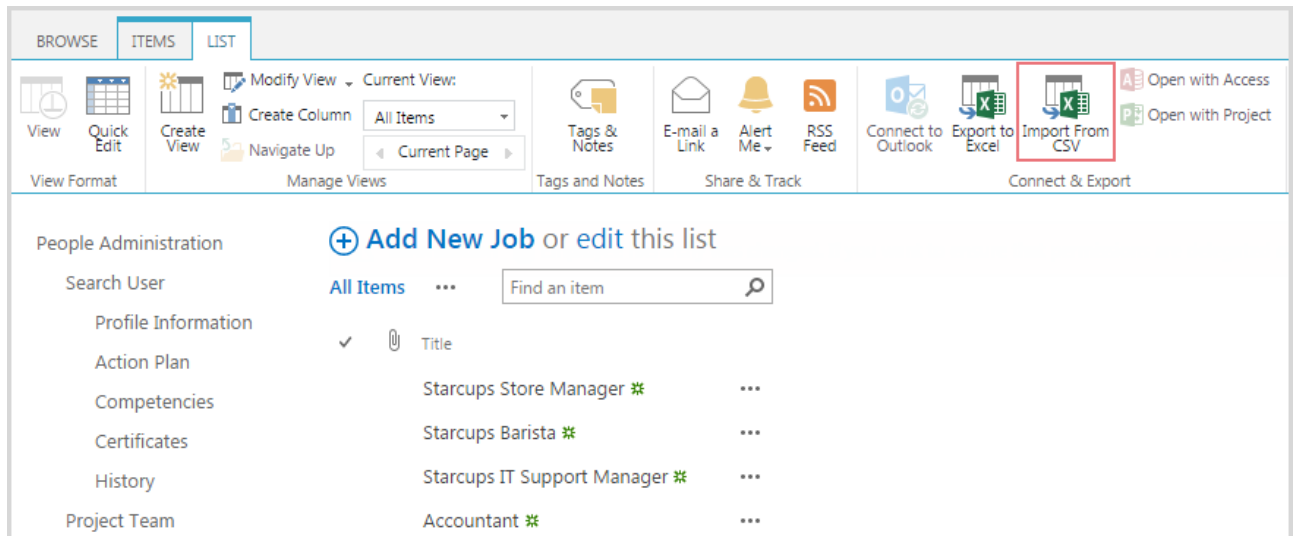 BROWSE ITEMS LIST
View
Quick
Edit
Create
View
Modify View
Create Column
Navigate Up
Current View:
All Items
Current Page
Tags &
Notes
E-mail a
Link
Alert
Me
RSS
Feed
Connect to
Outlook
Export to
Excel
Import From
CSV
Open with Access
Open with Project
View Format
Manage Views
Tags and Notes
Share & Track
Connect & Export
People Administration
Search User
Profile Information
Action Plan
Competencies
Certificates
History
Project Team
Add New Job or edit this list
All Items ••• Find an item
Title
Starcups Store Manager •••
Starcups Barista •••
Starcups IT Support Manager •••
Accountant •••